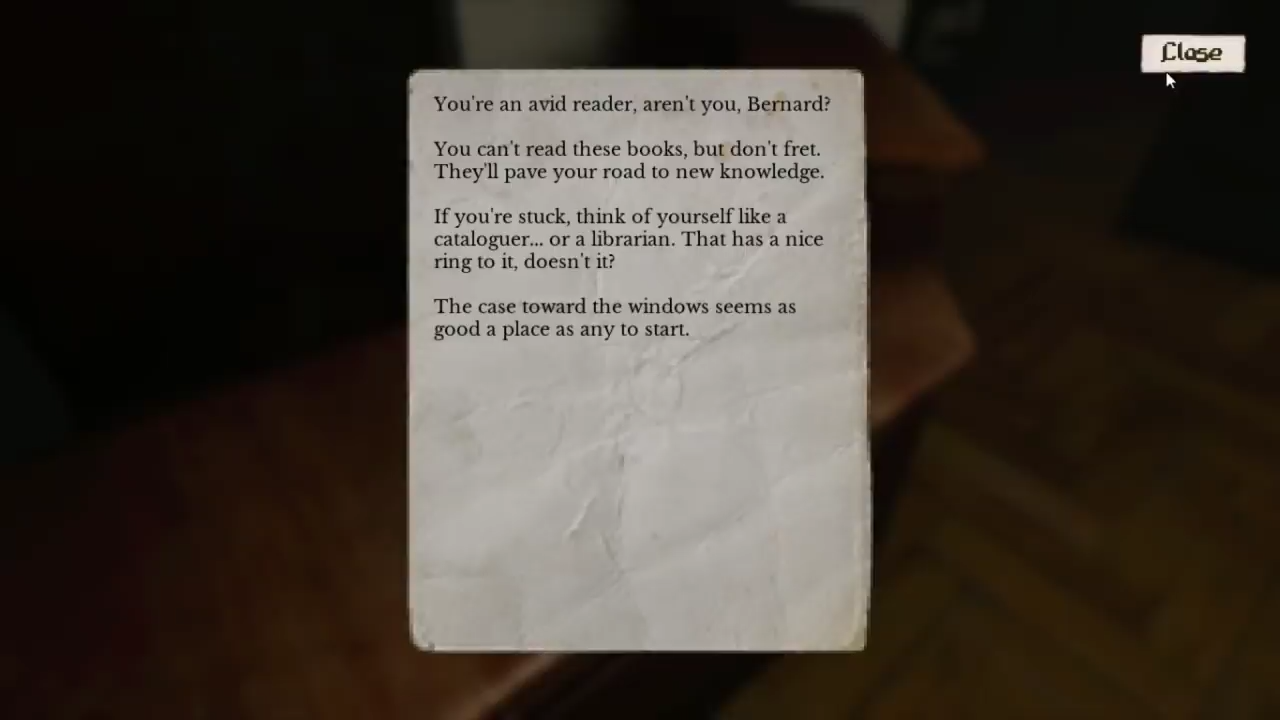 Close
You're an avid reader, aren't you, Bernard?
You can't read these books, but don't fret.
They'll pave your road to new knowledge.
If you're stuck, think of yourself like a
cataloguer... or a librarian. That has a nice
ring to it, doesn't it?
The case toward the windows seems as
good a place as any to start.